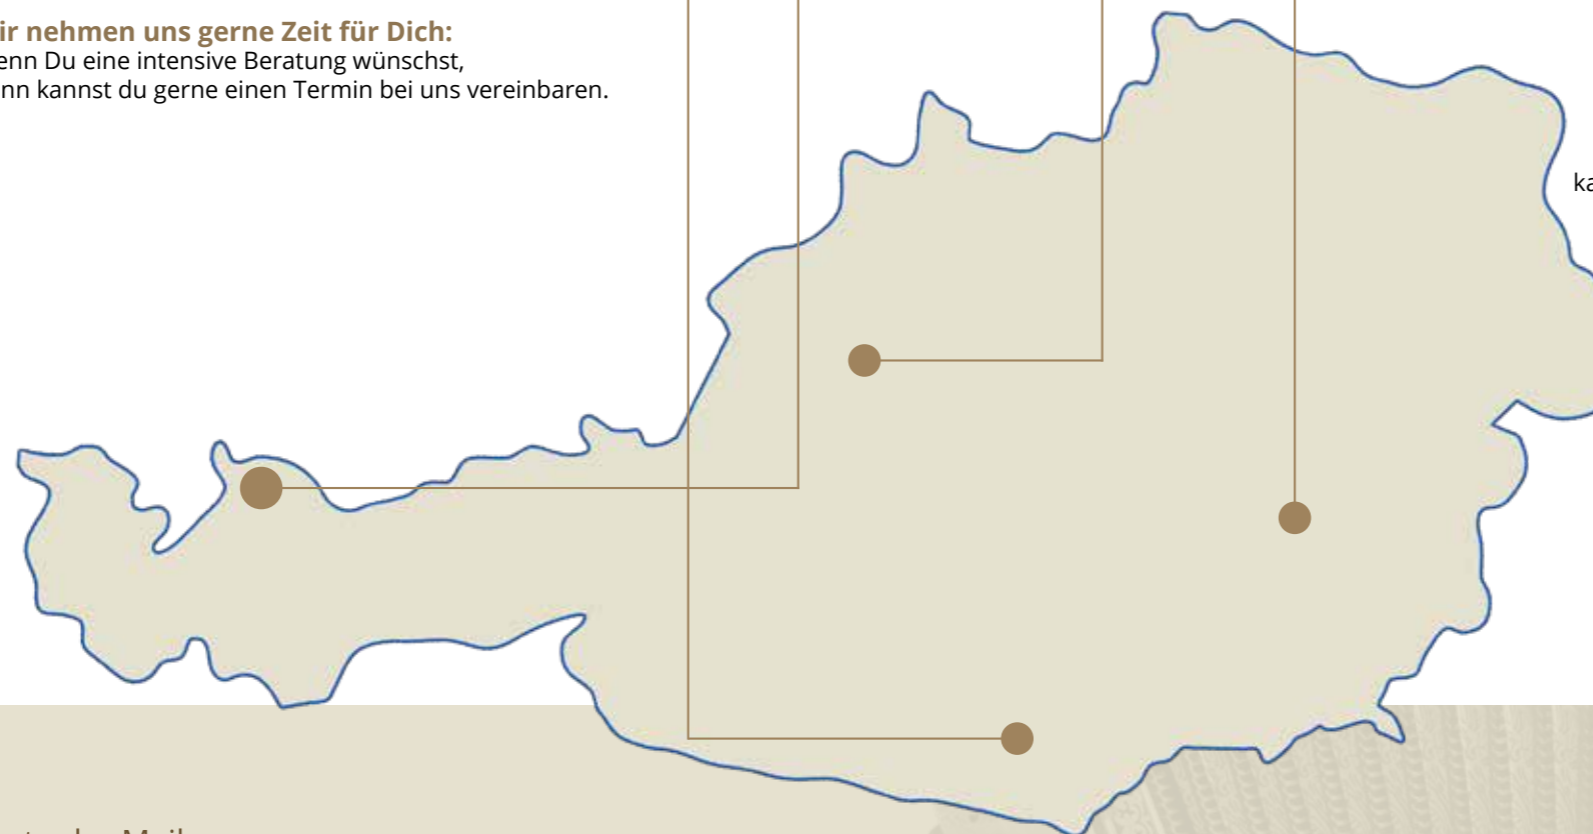 ir nehmen uns gerne Zeit für Dich:
enn Du eine intensive Beratung wünschst,
nn kannst du gerne einen Termin bei uns vereinbaren.
ka